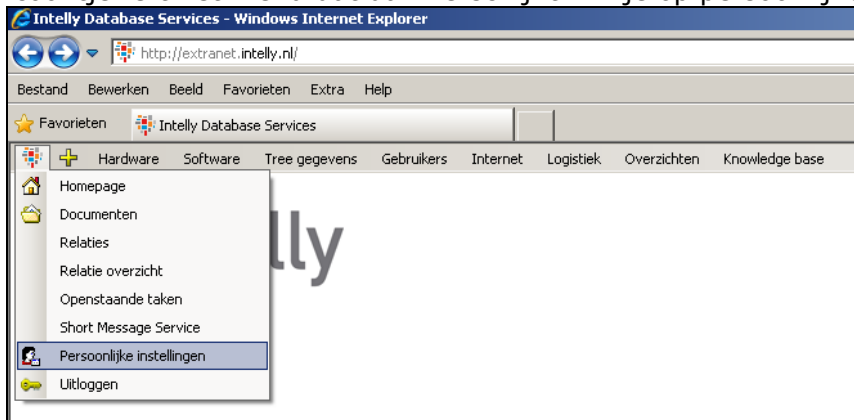 Intelly Database Services - Windows Internet Explorer
http://extranet.intelly.nl/
Bestand Bewerken Beeld Favorieten Extra Help
Favorieten Intelly Database Services
Hardware Software Tree gegevens Gebruikers Internet Logistiek Overzichten Knowledge base
Homepage
Documenten
Relaties
Relatie overzicht
Openstaande taken
Short Message Service
Persoonlijke instellingen
Uitloggen
lly